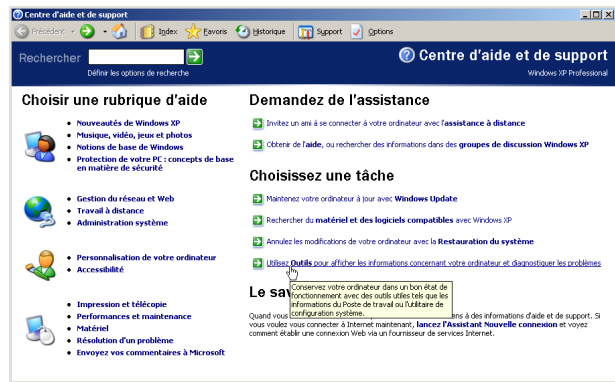 Centre d'aide et de support
Précédent
Index
Favoris
Historique
Support
Options
Rechercher
Définir les options de recherche
Centre d'aide et de support
Windows XP Professional
Choisir une rubrique d'aide
Nouveautés de Windows XP
Musique, vidéo, jeux et photos
Notions de base de Windows
Protection de votre PC : concepts de base
en matière de sécurité
Gestion du réseau et Web
Travail à distance
Administration système
Personnalisation de votre ordinateur
Accessibilité
Impression et télécopie
Performances et maintenance
Matériel
Résolution d'un problème
Envoyez vos commentaires à Microsoft
Demandez de l'assistance
Invitez un ami à se connecter à votre ordinateur avec l'assistance à distance
Obtenir de l'aide, ou rechercher des informations dans des groupes de discussion Windows XP
Choisissez une tâche
Maintenez votre ordinateur à jour avec Windows Update
Rechercher du matériel et des logiciels compatibles avec Windows XP
Annulez les modifications de votre ordinateur avec la Restauration du système
Utilisez Outils pour afficher les informations concernant votre ordinateur et diagnostiquer les problèmes
Conservez votre ordinateur dans un bon état de
fonctionnement avec des outils utiles tels que les
informations du Poste de travail ou l'utilitaire de
configuration système.
Le sav
Quand vous ens à des informations d'aide et de support. Si
vous voulez vous connecter à Internet maintenant, lancez l'Assistant Nouvelle connexion et voyez
comment établir une connexion Web via un fournisseur de services Internet.